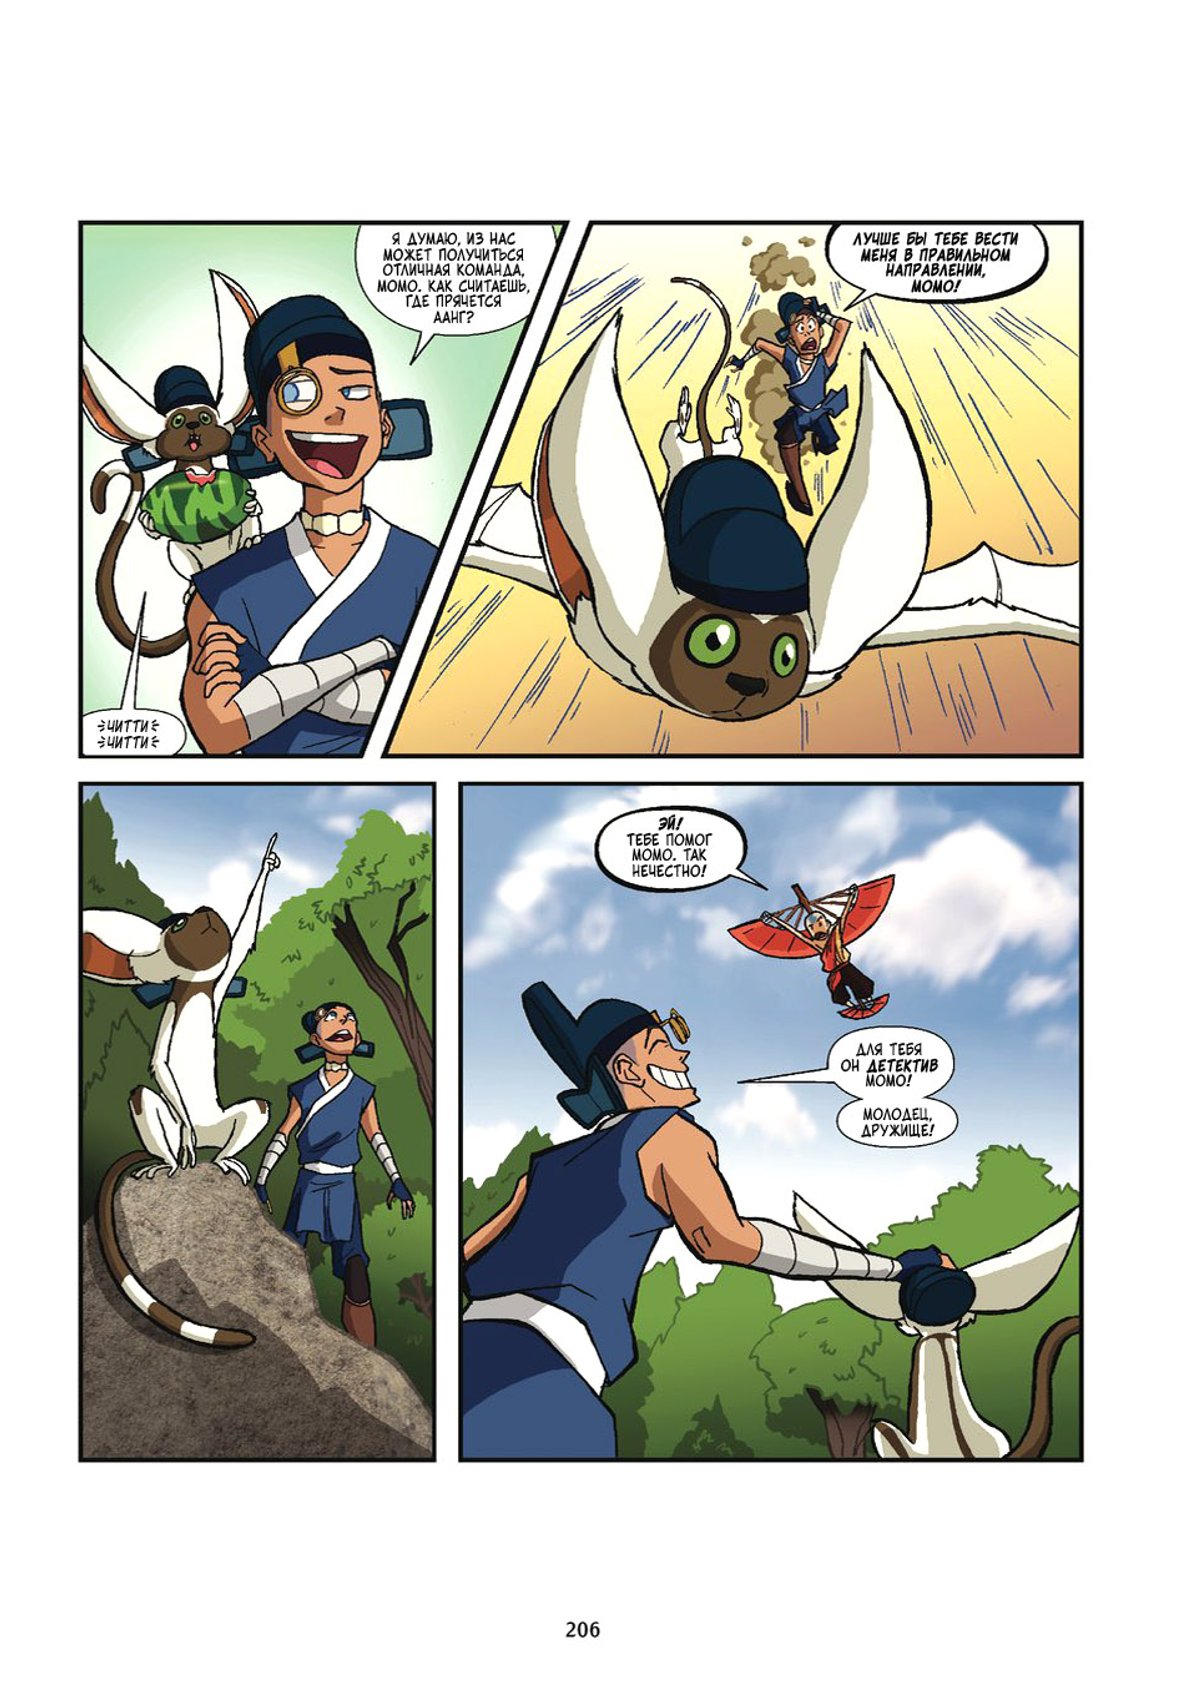 Я ДУМАЮ, ИЗ НАС
МОЖЕТ ПОЛУЧИТЬСЯ
ОТЛИЧНАЯ КОМАНДА,
МОМО. КАК СЧИТАЕШЬ,
ГДЕ ПРЯЧЕТСЯ
ААНГ?
ЧИТТИ
ЧИТТИ
ЛУЧШЕ БЫ ТЕБЕ ВЕСТИ
МЕНЯ В ПРАВИЛЬНОМ
НАПРАВЛЕНИИ,
МОМО!
ЭЙ!
ТЕБЕ ПОМОГ
МОМО. ТАК
НЕЧЕСТНО!
ДЛЯ ТЕБЯ
ОН ДЕТЕКТИВ
МОМО!
МОЛОДЕЦ,
ДРУЖИЩЕ!
206